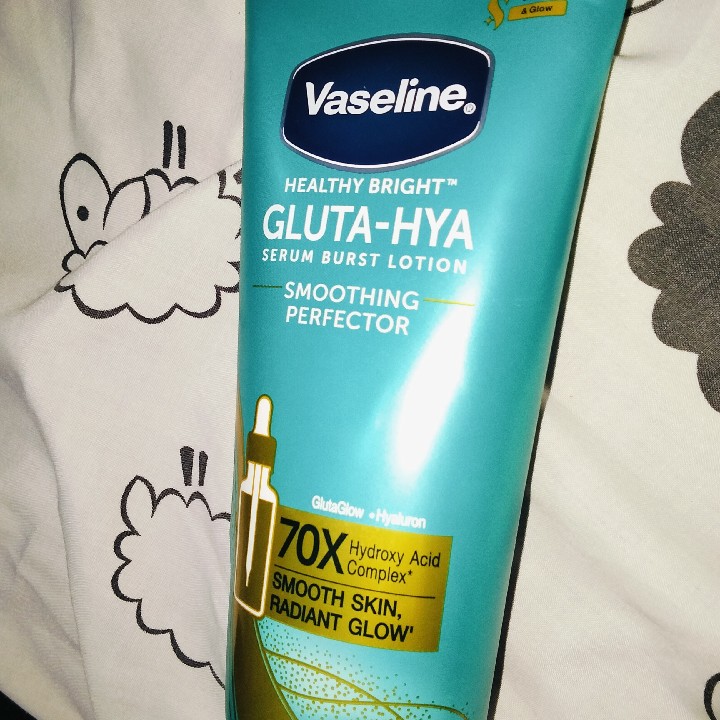 & Glow
Vaseline®
HEALTHY BRIGHT™
GLUTA-HYA
SERUM BURST LOTION
SMOOTHING
PERFECTOR
GlutaGlow • Hyaluron
70X Hydroxy Acid
Complex*
SMOOTH SKIN,
RADIANT GLOW¹